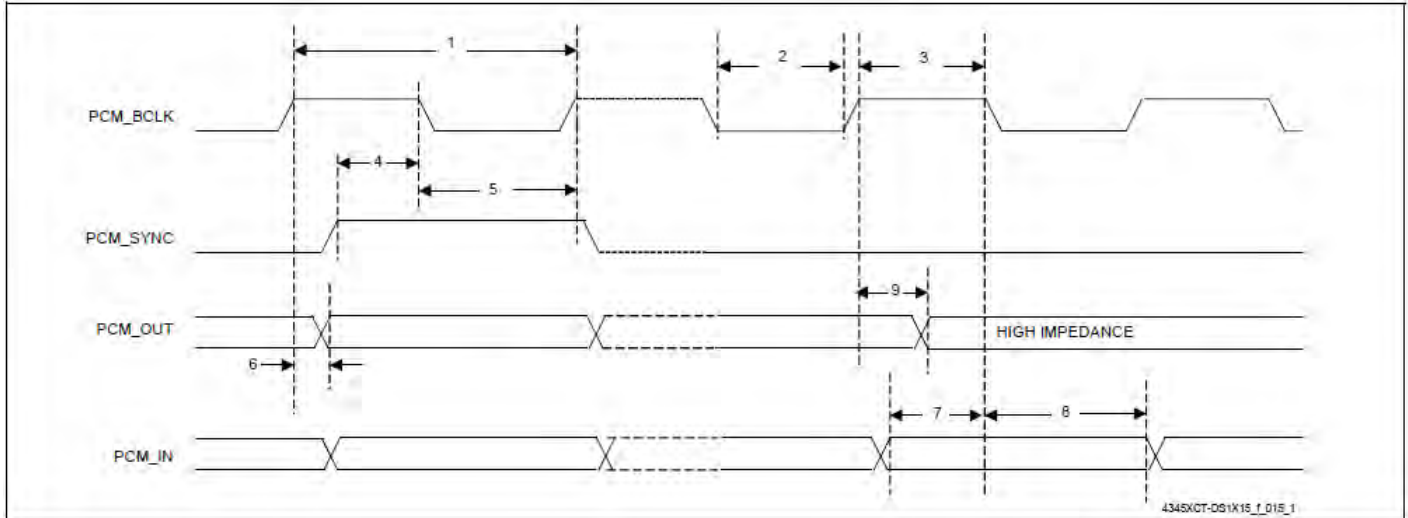 1
2
3
PCM_BCLK
4
5
PCM_SYNC
9
PCM_OUT
HIGH IMPEDANCE
6
7
8
PCM_IN
4345XCT-DS1X15_f_015_1